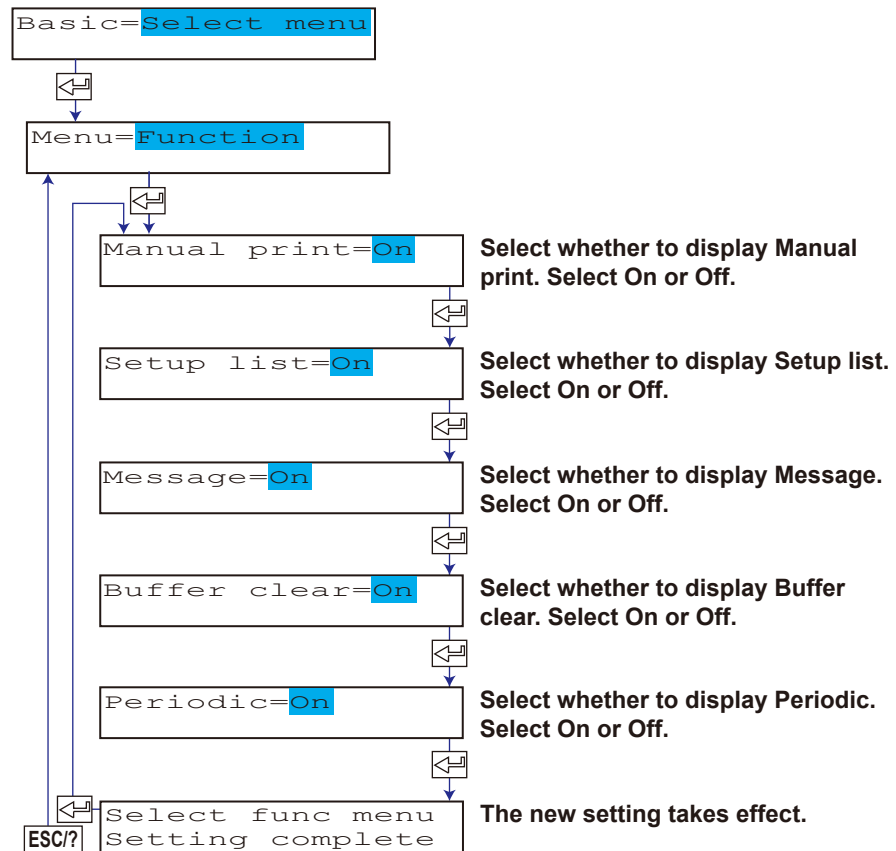 Basic=Select menu
Menu=Function
Manual print=On
Select whether to display Manual
print. Select On or Off.
Setup list=On
Select whether to display Setup list.
Select On or Off.
Message=On
Select whether to display Message.
Select On or Off.
Buffer clear=On
Select whether to display Buffer
clear. Select On or Off.
Periodic=On
Select whether to display Periodic.
Select On or Off.
Select func menu
Setting complete
The new setting takes effect.
ESC/?